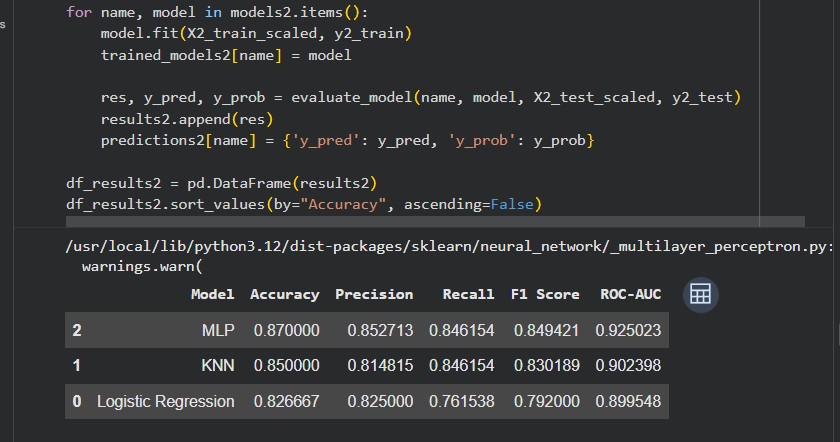 for name, model in models2.items():
    model.fit(X2_train_scaled, y2_train)
    trained_models2[name] = model
    res, y_pred, y_prob = evaluate_model(name, model, X2_test_scaled, y2_test)
    results2.append(res)
    predictions2[name] = {'y_pred': y_pred, 'y_prob': y_prob}
df_results2 = pd.DataFrame(results2)
df_results2.sort_values(by="Accuracy", ascending=False)
/usr/local/lib/python3.12/dist-packages/sklearn/neural_network/_multilayer_perceptron.py:
  warnings.warn(
Model Accuracy Precision Recall F1 Score ROC-AUC
2 MLP 0.870000 0.852713 0.846154 0.849421 0.925023
1 KNN 0.850000 0.814815 0.846154 0.830189 0.902398
0 Logistic Regression 0.826667 0.825000 0.761538 0.792000 0.899548